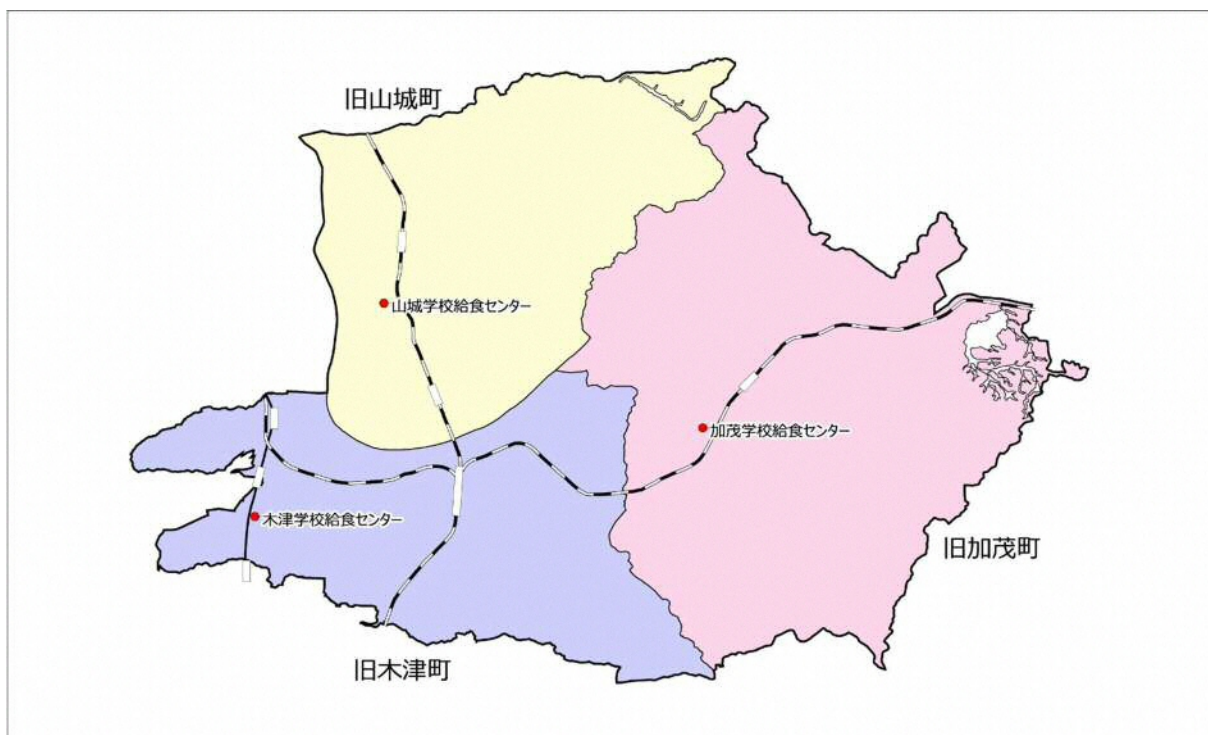 旧山城町
山城学校給食センター
加茂学校給食センター
木津学校給食センター
旧加茂町
旧木津町